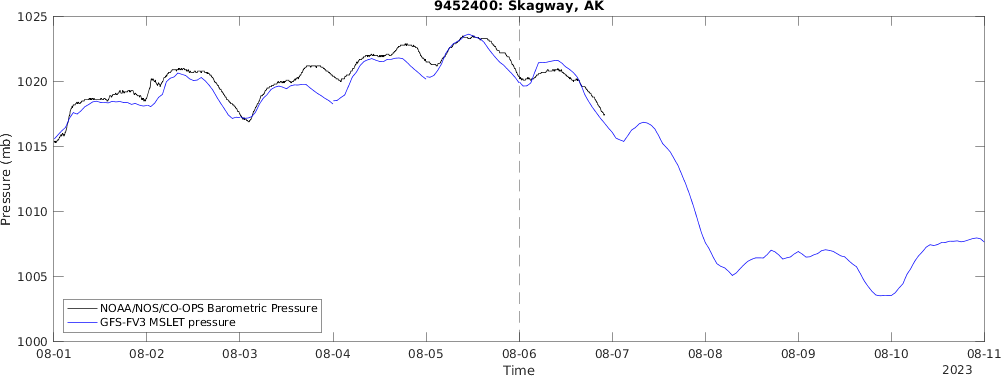 9452400: Skagway, AK
1025
1020
1015
1010
1005
1000
Pressure (mb)
NOAA/NOS/CO-OPS Barometric Pressure
GFS-FV3 MSLET pressure
08-01 08-02 08-03 08-04 08-05 08-06 08-07 08-08 08-09 08-10 08-11
Time
2023